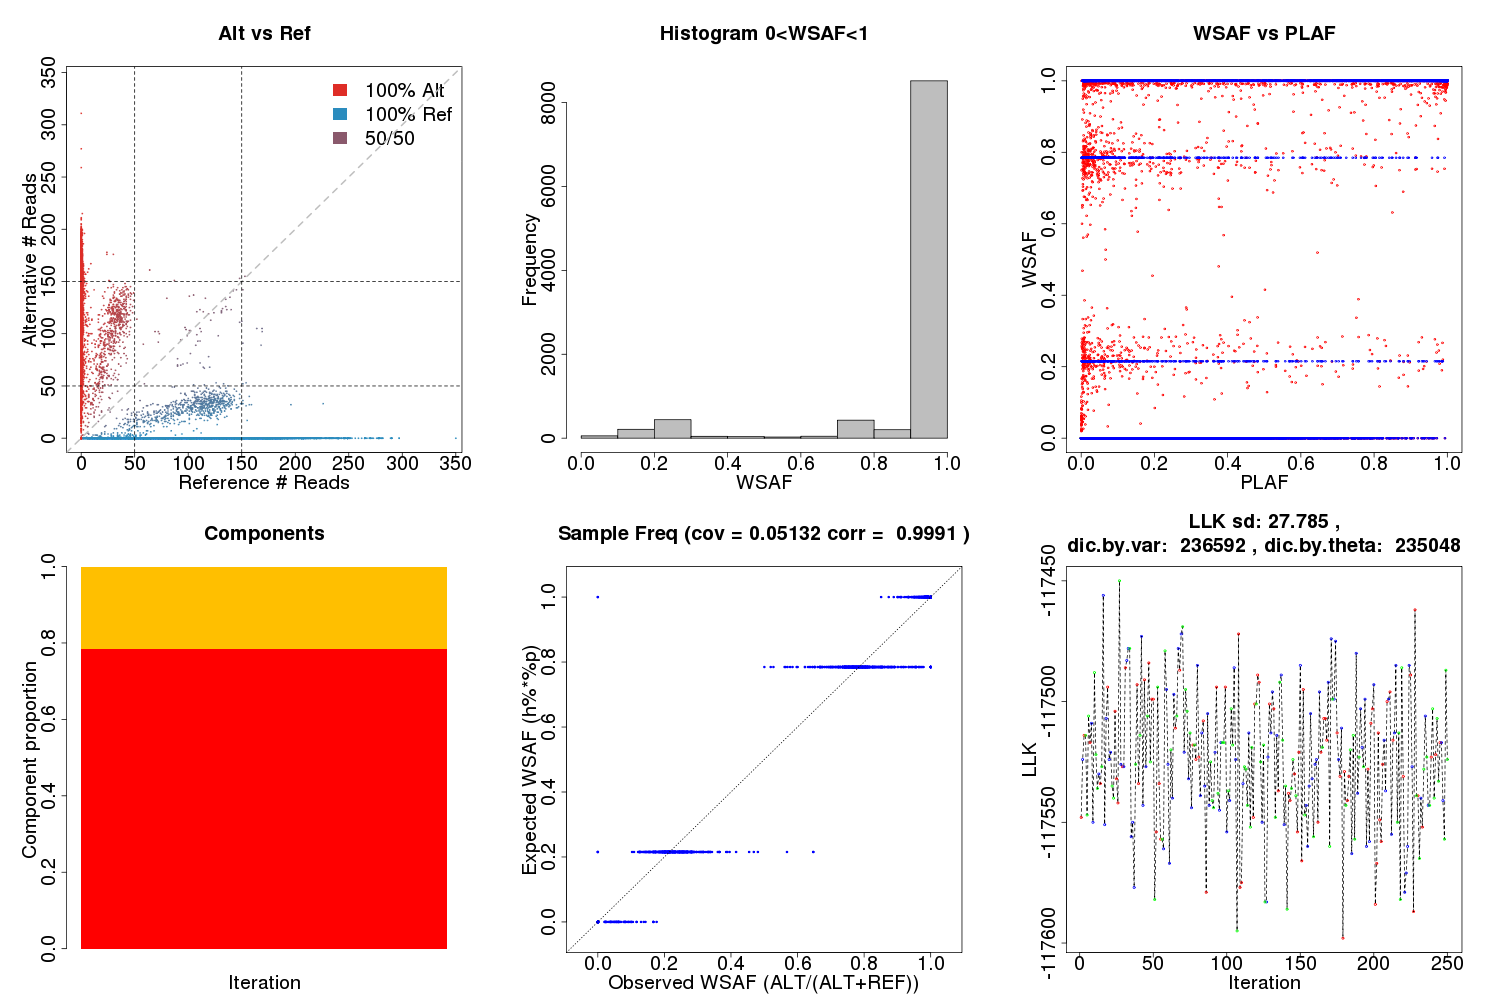 Alt vs Ref
350
300
250
200
150
100
50
0
Alternative # Reads
100% Alt
100% Ref
50/50
0 50 100 150 200 250 300 350
Reference # Reads
Histogram 0<WSAF<1
8000
6000
4000
2000
0
Frequency
0.0 0.2 0.4 0.6 0.8 1.0
WSAF
WSAF vs PLAF
1.0
0.8
0.6
0.4
0.2
0.0
WSAF
0.0 0.2 0.4 0.6 0.8 1.0
PLAF
Components
1.0
0.8
0.6
0.4
0.2
0.0
Component proportion
Iteration
Sample Freq (cov = 0.05132 corr = 0.9991 )
1.0
0.8
0.6
0.4
0.2
0.0
Expected WSAF (h%*%p)
0.0 0.2 0.4 0.6 0.8 1.0
Observed WSAF (ALT/(ALT+REF))
LLK sd: 27.785 ,
dic.by.var: 236592 , dic.by.theta: 235048
-117450
-117500
-117550
-117600
LLK
0 50 100 150 200 250
Iteration